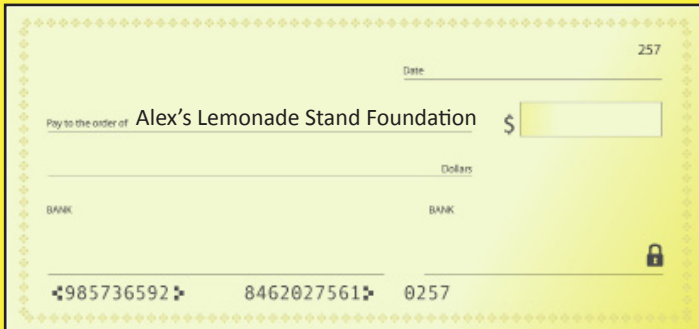 257
Date
Pay to the order of Alex’s Lemonade Stand Foundation $
Dollars
BANK BANK
⑆985736592⑆ 8462027561⑆ 0257